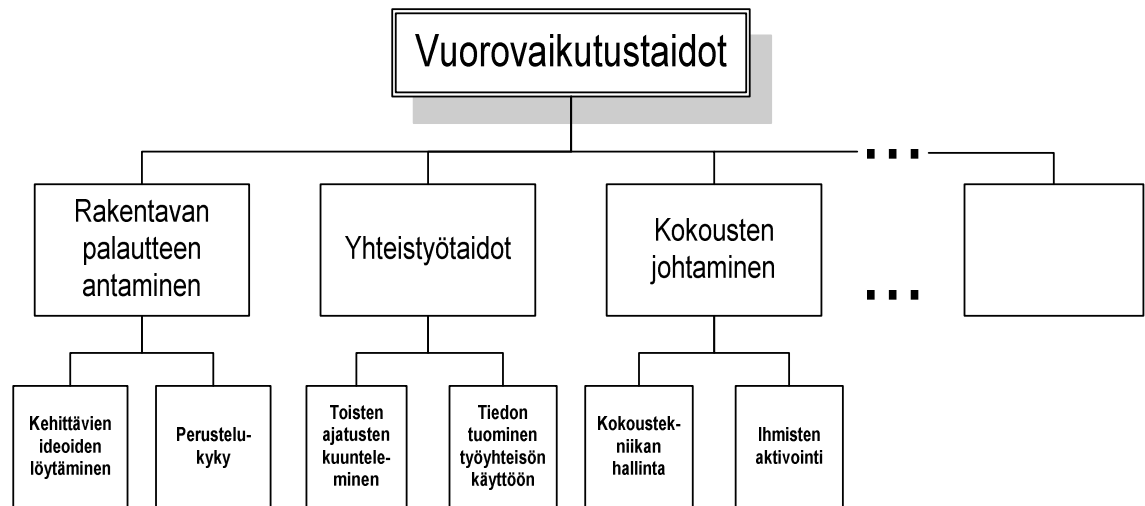 Vuorovaikutustaidot
...
Rakentavan
palautteen
antaminen
Yhteistyötaidot
Kokousten
johtaminen
...
Kehittävien
ideoiden
löytäminen
Perustelu-
kyky
Toisten
ajatusten
kuuntele-
minen
Tiedon
tuominen
työyhteisön
käyttöön
Kokoustek-
niikan
hallinta
Ihmisten
aktivointi